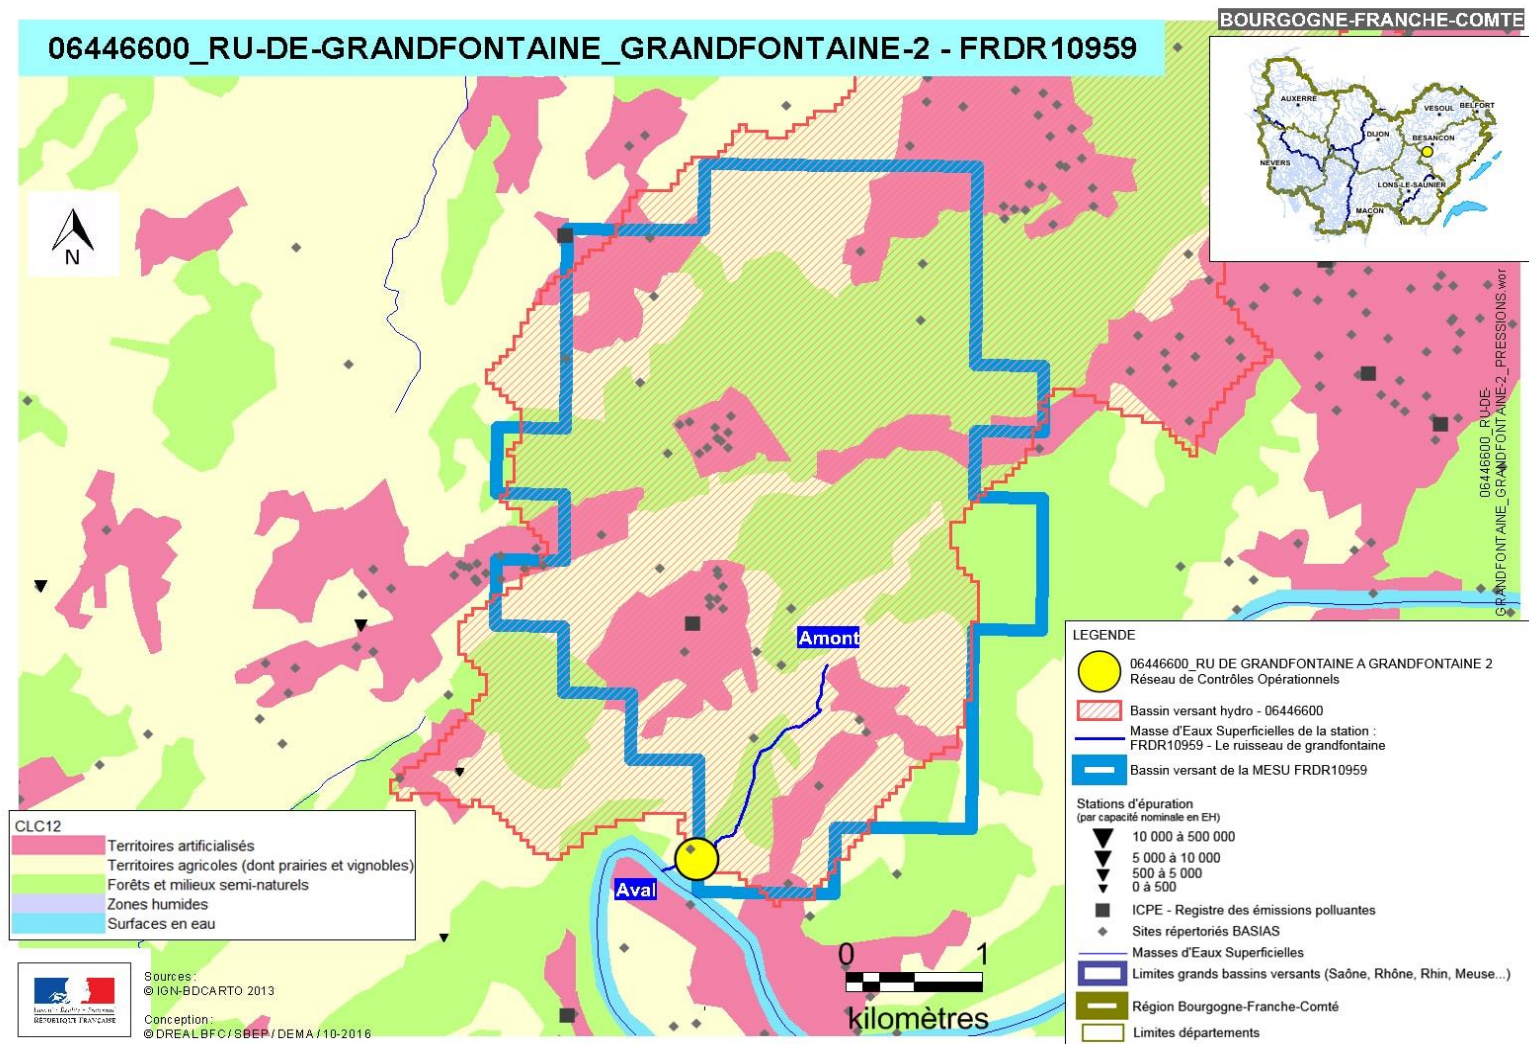 BOURGOGNE-FRANCHE-COMTE
06446600_RU-DE-GRANDFONTAINE_GRANDFONTAINE-2 - FRDR10959
AUXERRE
VESOUL
BELFORT
DIJON
BESANCON
NEVERS
LONS-LE-SAUNIER
MACON
N
06446600_RU-DE-
GRANDFONTAINE_GRANDFONTAINE-2_PRESSIONS.wor
Amont
Aval
LEGENDE
06446600_RU DE GRANDFONTAINE A GRANDFONTAINE 2
Réseau de Contrôles Opérationnels
Bassin versant hydro - 06446600
Masse d'Eaux Superficielles de la station :
FRDR10959 - Le ruisseau de grandfontaine
Bassin versant de la MESU FRDR10959
Stations d'épuration
(par capacité nominale en EH)
10 000 à 500 000
5 000 à 10 000
500 à 5 000
0 à 500
ICPE - Registre des émissions polluantes
Sites répertoriés BASIAS
Masses d'Eaux Superficielles
Limites grands bassins versants (Saône, Rhône, Rhin, Meuse...)
Région Bourgogne-Franche-Comté
Limites départements
CLC12
Territoires artificialisés
Territoires agricoles (dont prairies et vignobles)
Forêts et milieux semi-naturels
Zones humides
Surfaces en eau
0 1
kilomètres
RÉPUBLIQUE FRANÇAISE
Sources :
© IGN-BDCARTO 2013
Conception :
© DREAL BFC / SBEP / DEMA / 10-2016